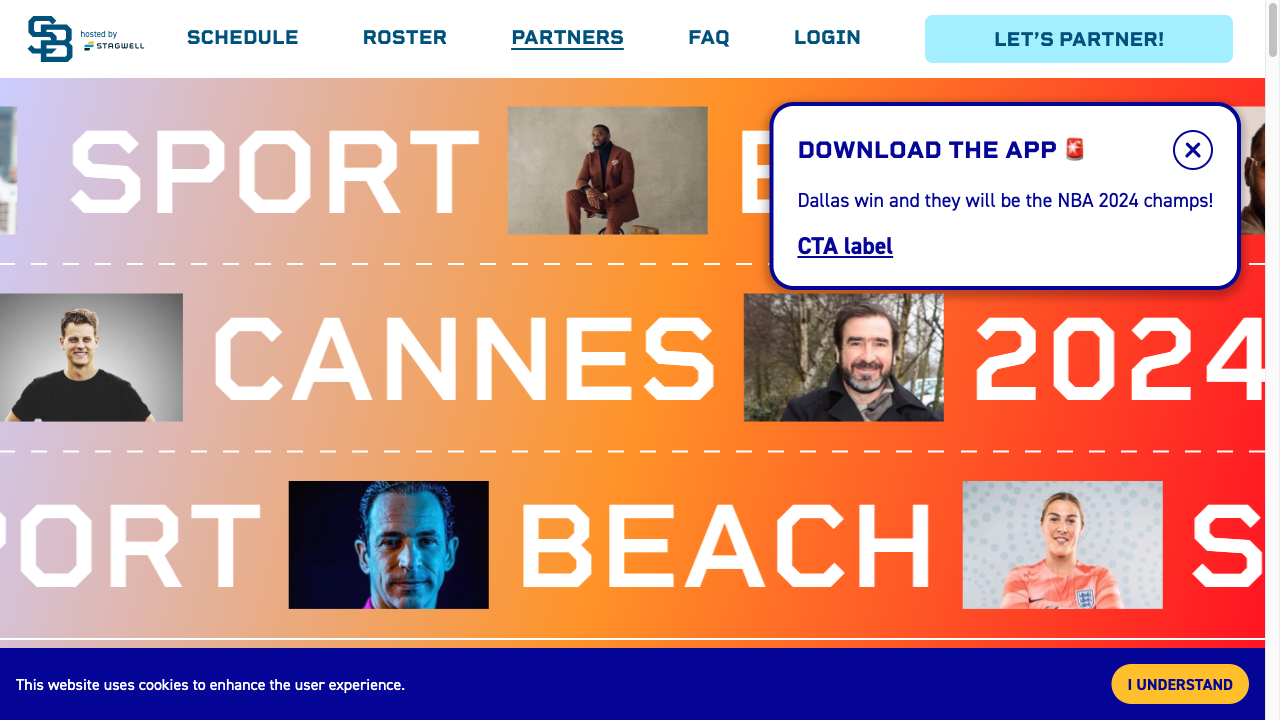 SB hosted by STAGWELL
SCHEDULE ROSTER PARTNERS FAQ LOGIN LET'S PARTNER!
SPORT
DOWNLOAD THE APP 🚨
Dallas win and they will be the NBA 2024 champs!
CTA label
CANNES 2024
PORT BEACH S
This website uses cookies to enhance the user experience.
I UNDERSTAND